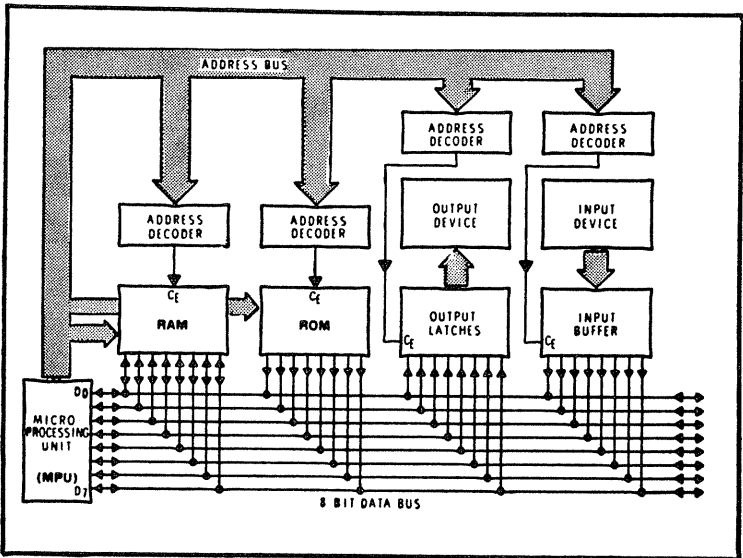 ADDRESS BUS
ADDRESS
DECODER
ADDRESS
DECODER
ADDRESS
DECODER
ADDRESS
DECODER
OUTPUT
DEVICE
INPUT
DEVICE
CE
RAM
CE
ROM
OUTPUT
LATCHES
CE
INPUT
BUFFER
CE
D0
MICRO
PROCESSING
UNIT
(MPU)
D7
8 BIT DATA BUS